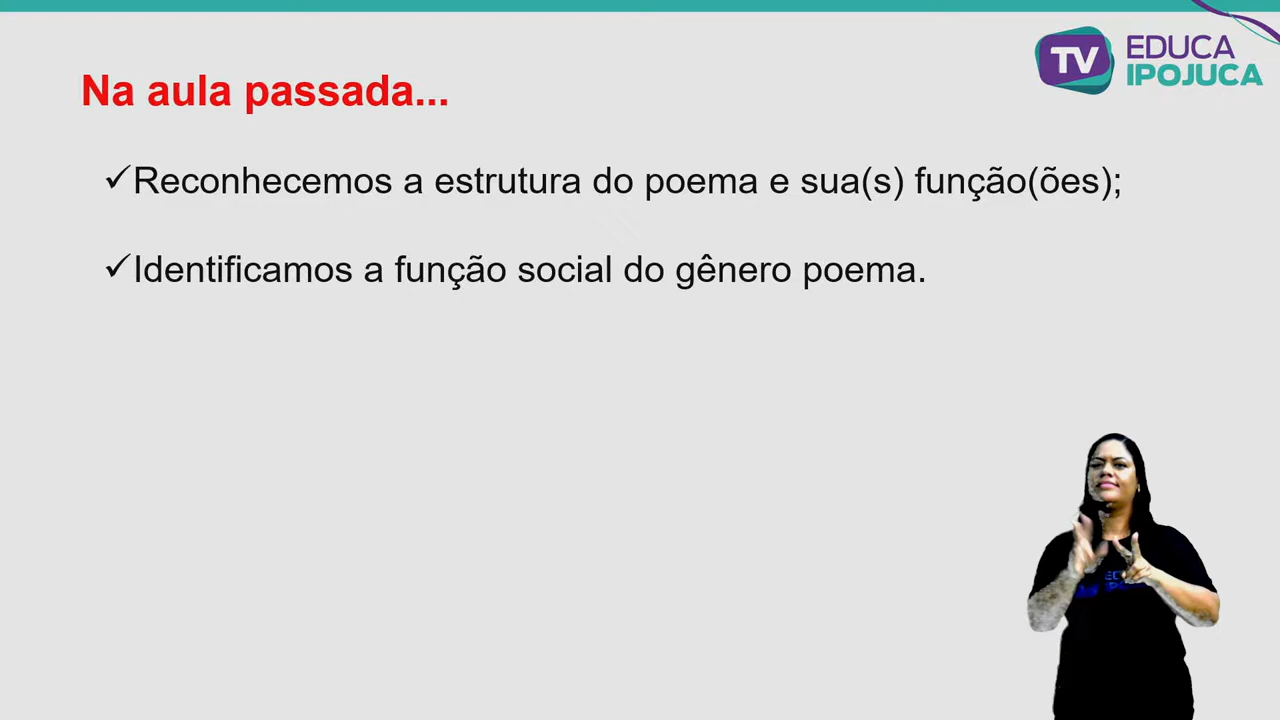 TV EDUCA
IPOJUCA
Na aula passada...
✓Reconhecemos a estrutura do poema e sua(s) função(ões);
✓Identificamos a função social do gênero poema.